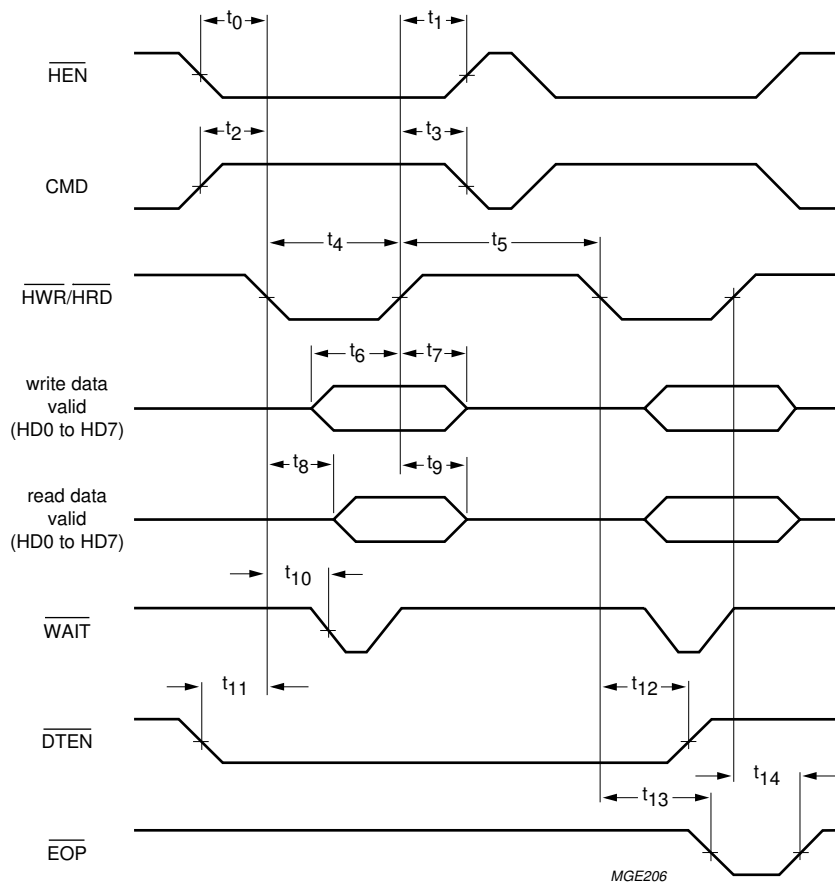 t0
t1
HEN
t2
t3
CMD
t4
t5
HWR/HRD
t6
t7
write data
valid
(HD0 to HD7)
t8
t9
read data
valid
(HD0 to HD7)
t10
WAIT
t11
t12
DTEN
t13
t14
EOP
MGE206